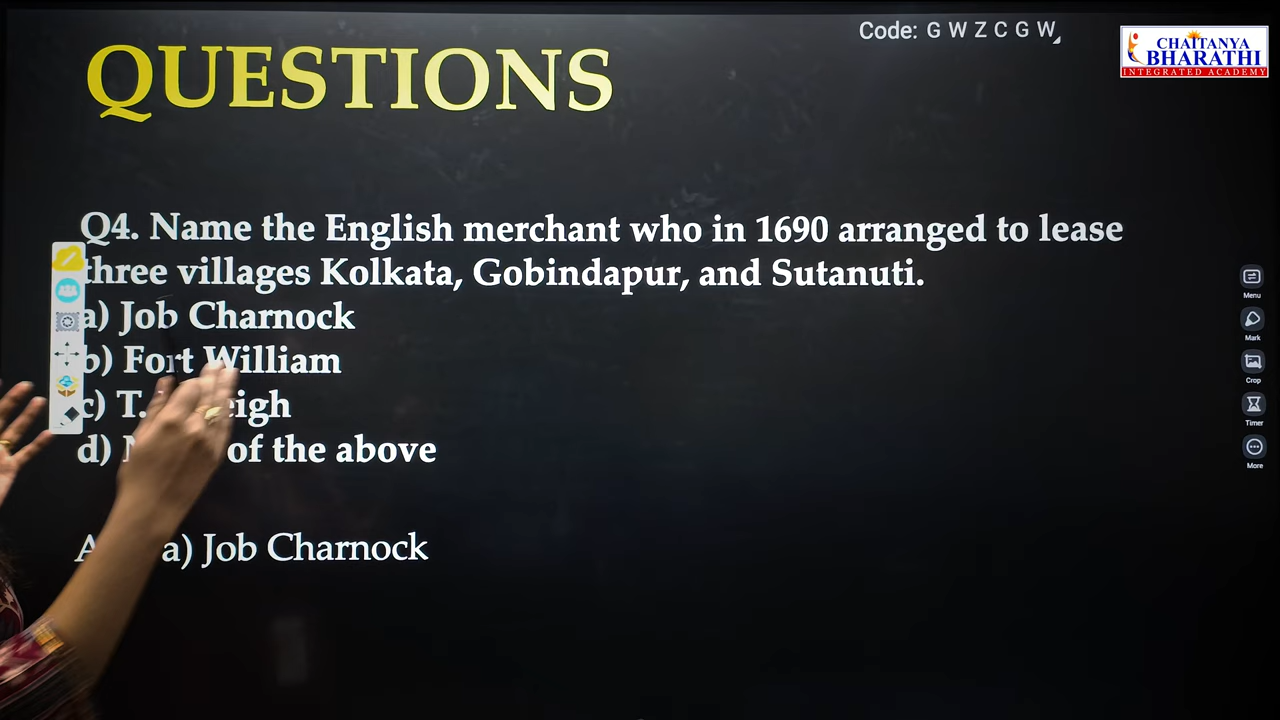 Code: G W Z C G W
CHAITANYA
BHARATHI
INTEGRATED ACADEMY
QUESTIONS
Q4. Name the English merchant who in 1690 arranged to lease
three villages Kolkata, Gobindapur, and Sutanuti.
a) Job Charnock
b) Fort William
c) T.
d) of the above
a) Job Charnock
Menu
Mark
Crop
Timer
More